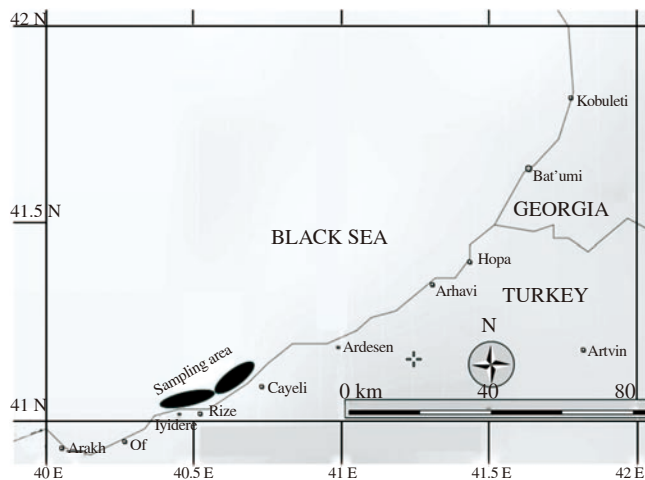 42 N
Kobuleti
Bat'umi
41.5 N
GEORGIA
BLACK SEA
Hopa
Arhavi
TURKEY
N
Ardesen
Artvin
Sampling area
Cayeli
0 km 40 80
41 N
Iyidere
Rize
Arakh
Of
40 E 40.5 E 41 E 41.5 E 42 E